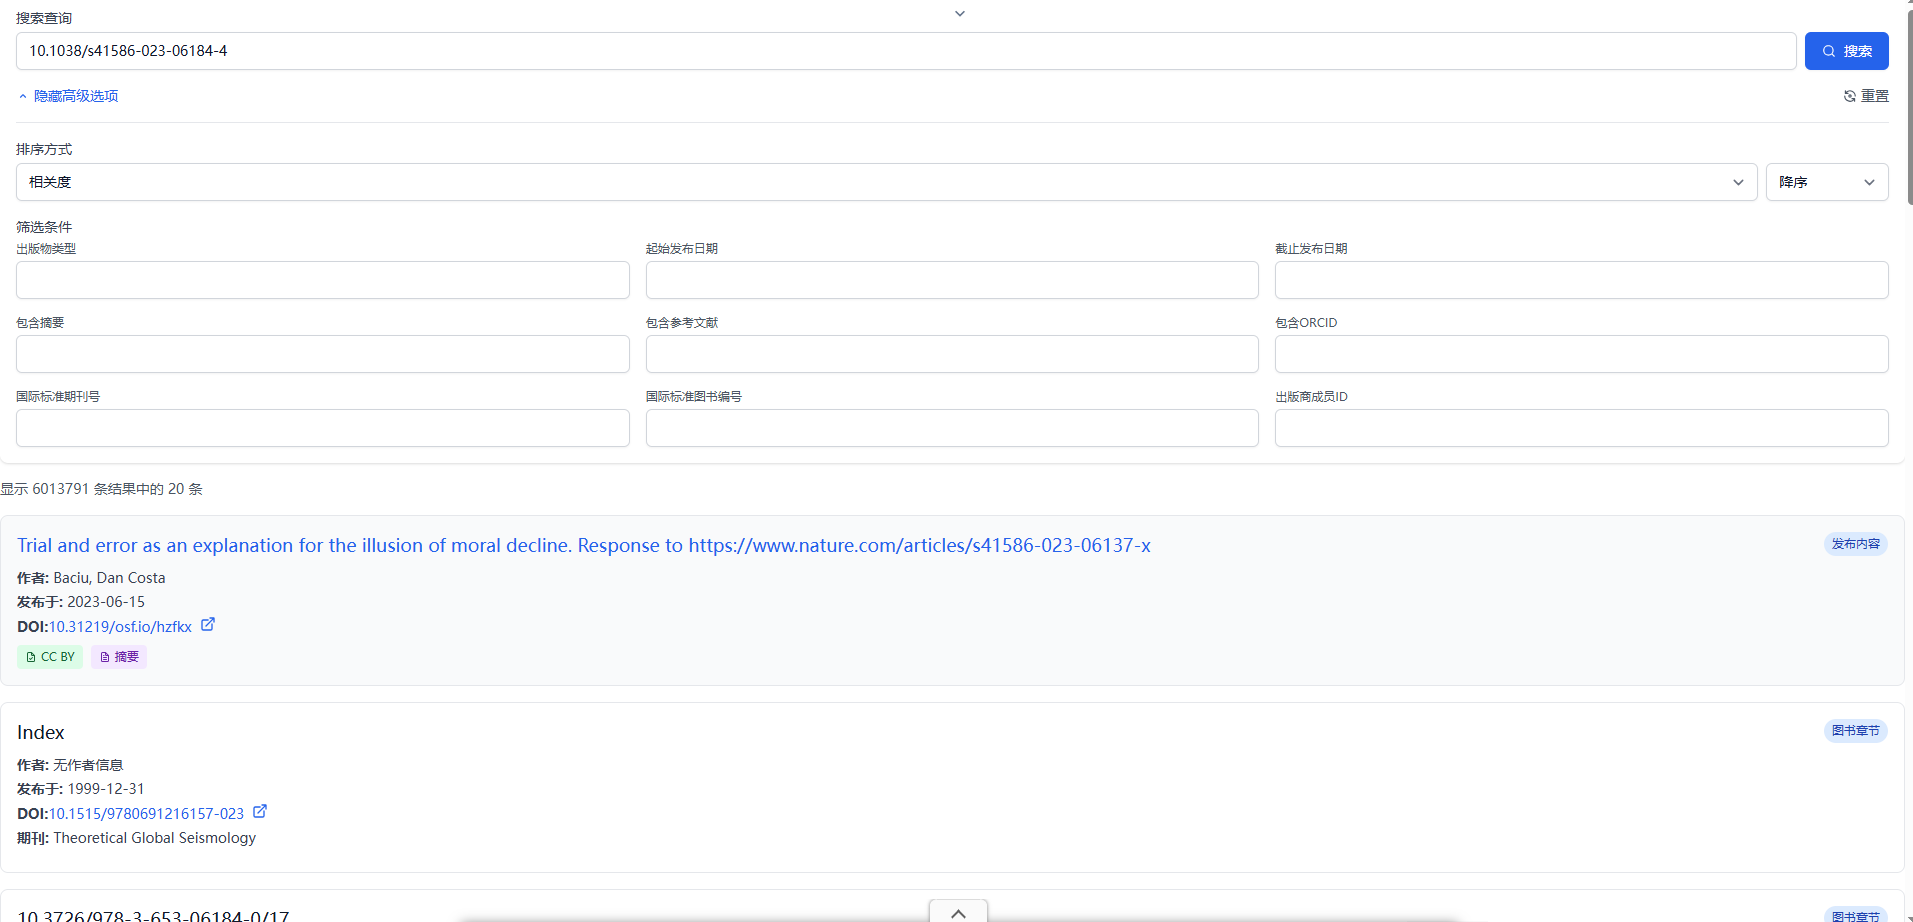 搜索查询
10.1038/s41586-023-06184-4
搜索
隐藏高级选项
重置
排序方式
相关度
降序
筛选条件
出版物类型
起始发布日期
截止发布日期
包含摘要
包含参考文献
包含ORCID
国际标准期刊号
国际标准图书编号
出版商成员ID
显示 6013791 条结果中的 20 条
Trial and error as an explanation for the illusion of moral decline. Response to https://www.nature.com/articles/s41586-023-06137-x
发布内容
作者: Baciu, Dan Costa
发布于: 2023-06-15
DOI:10.31219/osf.io/hzfkx
CC BY 摘要
Index
图书章节
作者: 无作者信息
发布于: 1999-12-31
DOI:10.1515/9780691216157-023
期刊: Theoretical Global Seismology
10.3726/978-3-653-06184-0/17
图书章节